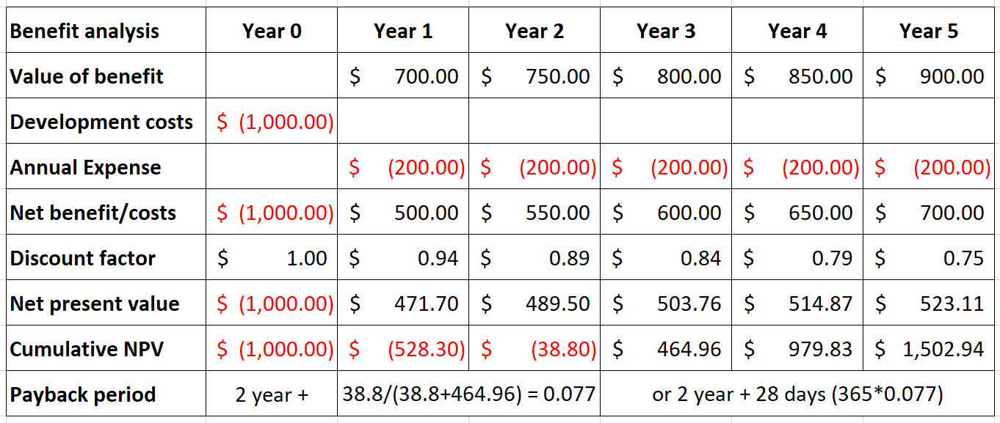 Benefit analysis Year 0 Year 1 Year 2 Year 3 Year 4 Year 5
Value of benefit $ 700.00 $ 750.00 $ 800.00 $ 850.00 $ 900.00
Development costs $ (1,000.00)
Annual Expense $ (200.00) $ (200.00) $ (200.00) $ (200.00) $ (200.00)
Net benefit/costs $ (1,000.00) $ 500.00 $ 550.00 $ 600.00 $ 650.00 $ 700.00
Discount factor $ 1.00 $ 0.94 $ 0.89 $ 0.84 $ 0.79 $ 0.75
Net present value $ (1,000.00) $ 471.70 $ 489.50 $ 503.76 $ 514.87 $ 523.11
Cumulative NPV $ (1,000.00) $ (528.30) $ (38.80) $ 464.96 $ 979.83 $ 1,502.94
Payback period 2 year + 38.8/(38.8+464.96) = 0.077 or 2 year + 28 days (365*0.077)